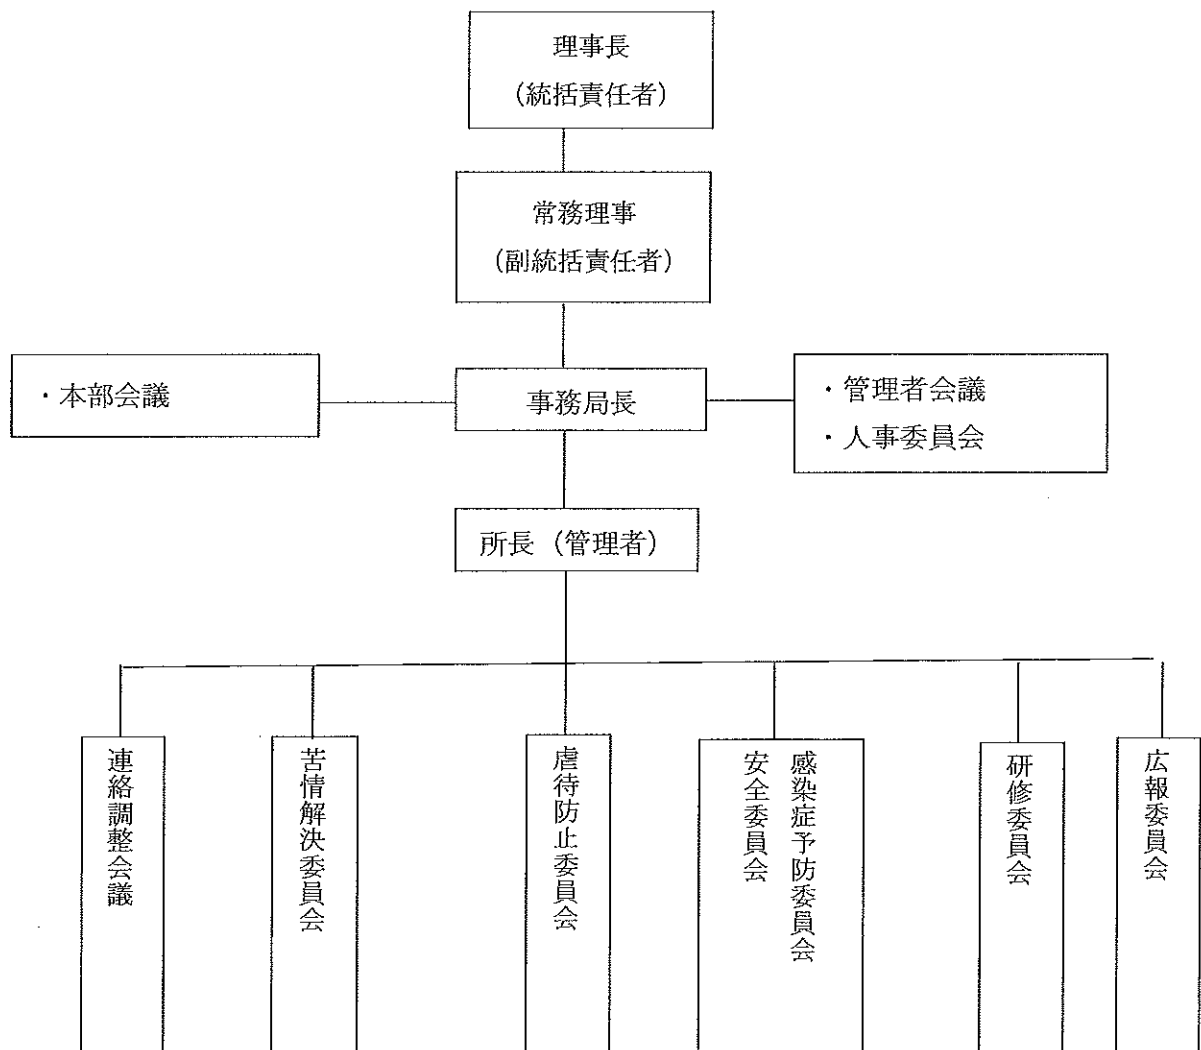 理事長
（統括責任者）
常務理事
（副統括責任者）
・本部会議
事務局長
・管理者会議
・人事委員会
所長（管理者）
連絡調整会議
苦情解決委員会
虐待防止委員会
感染症予防委員会
安全委員会
研修委員会
広報委員会